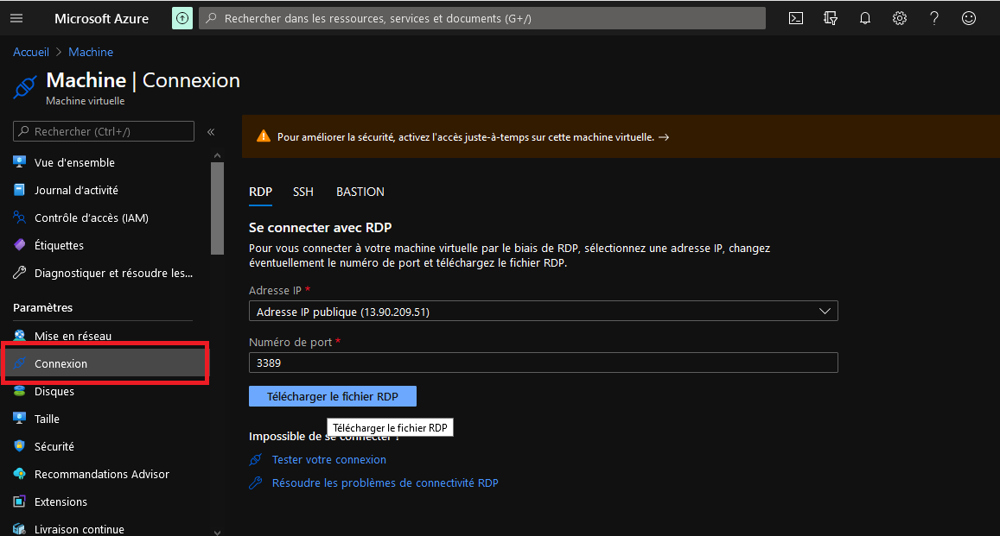 Microsoft Azure
Rechercher dans les ressources, services et documents (G+/)
Accueil > Machine
Machine | Connexion
Machine virtuelle
Rechercher (Ctrl+/)
«
Vue d'ensemble
Journal d'activité
Contrôle d'accès (IAM)
Étiquettes
Diagnostiquer et résoudre les...
Paramètres
Mise en réseau
Connexion
Disques
Taille
Sécurité
Recommandations Advisor
Extensions
Livraison continue
Pour améliorer la sécurité, activez l'accès juste-à-temps sur cette machine virtuelle. →
RDP SSH BASTION
Se connecter avec RDP
Pour vous connecter à votre machine virtuelle par le biais de RDP, sélectionnez une adresse IP, changez
éventuellement le numéro de port et téléchargez le fichier RDP.
Adresse IP *
Adresse IP publique (13.90.209.51)
Numéro de port *
3389
Télécharger le fichier RDP
Télécharger le fichier RDP
Impossible de se connecter ?
Tester votre connexion
Résoudre les problèmes de connectivité RDP